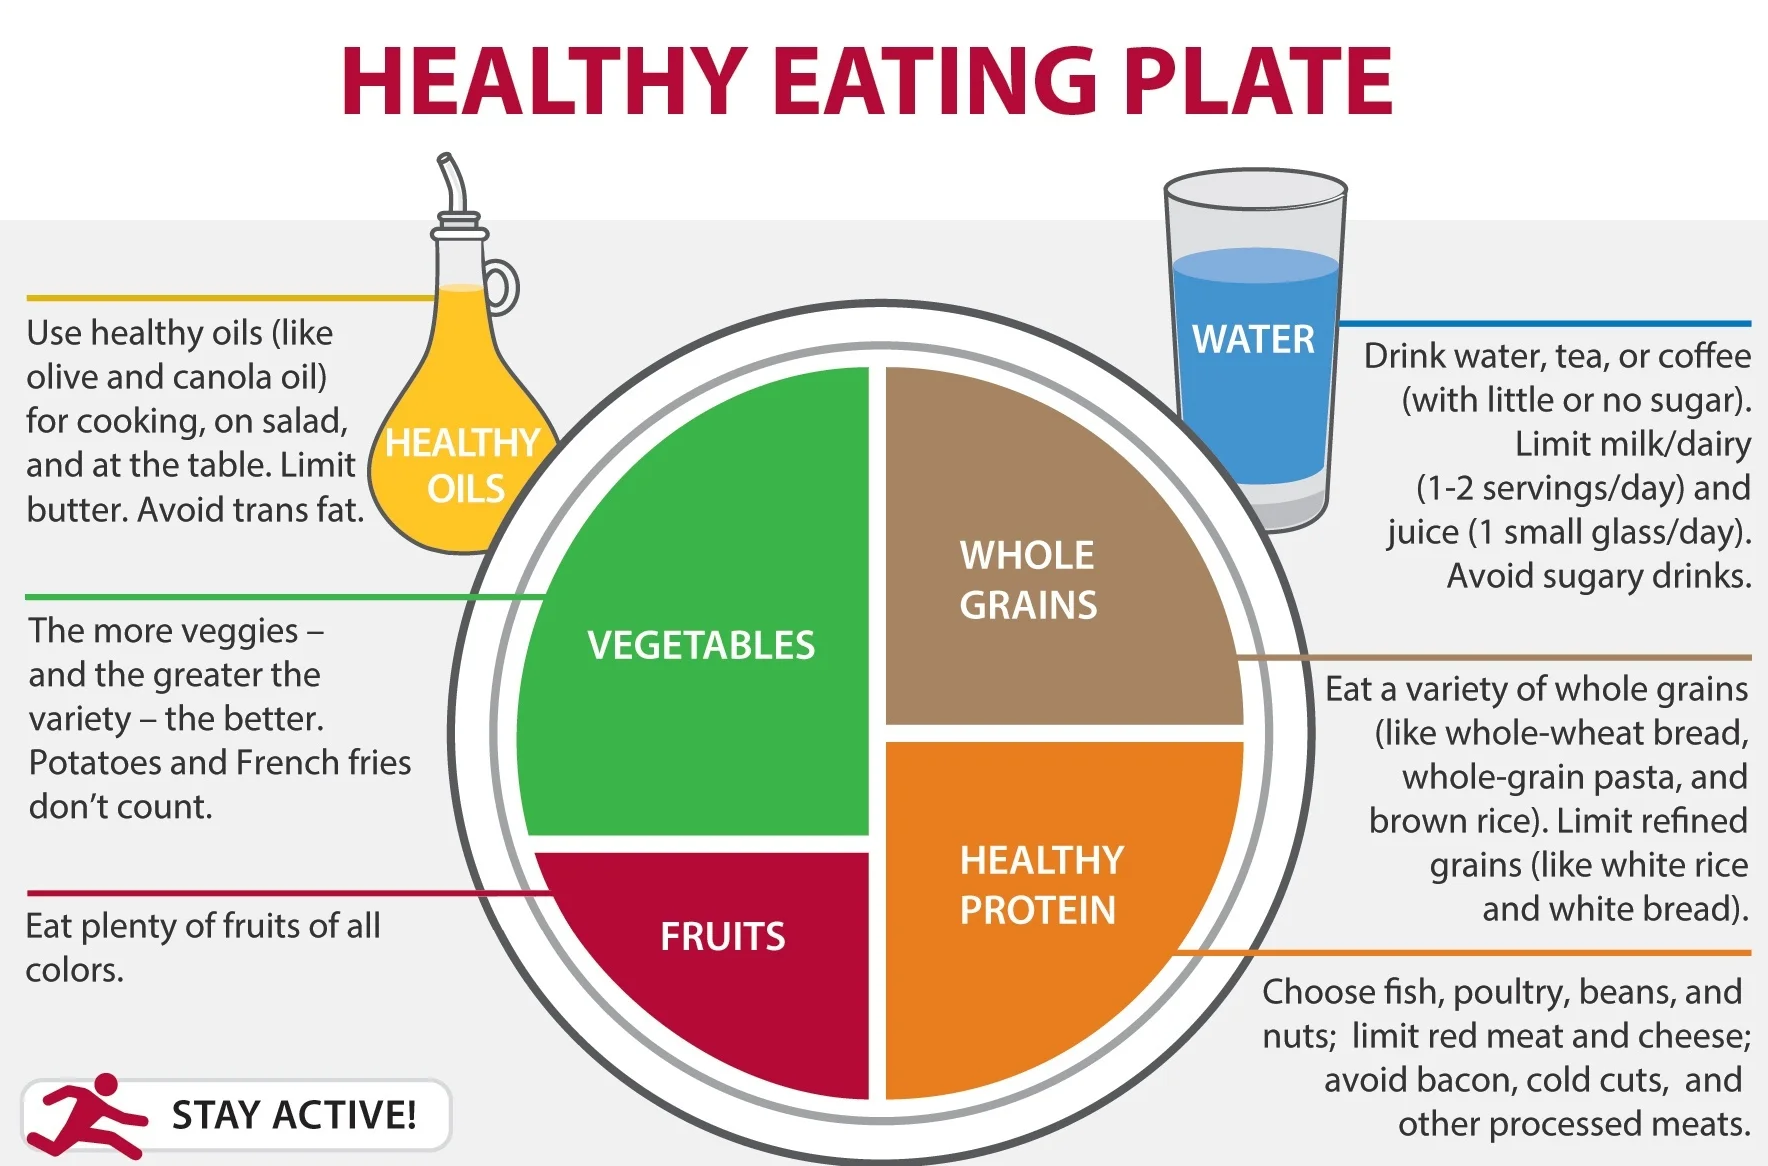 HEALTHY EATING PLATE
Use healthy oils (like
olive and canola oil)
for cooking, on salad,
and at the table. Limit
butter. Avoid trans fat.
HEALTHY
OILS
WATER
Drink water, tea, or coffee
(with little or no sugar).
Limit milk/dairy
(1-2 servings/day) and
juice (1 small glass/day).
Avoid sugary drinks.
The more veggies –
and the greater the
variety – the better.
Potatoes and French fries
don’t count.
VEGETABLES
WHOLE
GRAINS
Eat a variety of whole grains
(like whole-wheat bread,
whole-grain pasta, and
brown rice). Limit refined
grains (like white rice
and white bread).
Eat plenty of fruits of all
colors.
FRUITS
HEALTHY
PROTEIN
Choose fish, poultry, beans, and
nuts; limit red meat and cheese;
avoid bacon, cold cuts, and
other processed meats.
STAY ACTIVE!